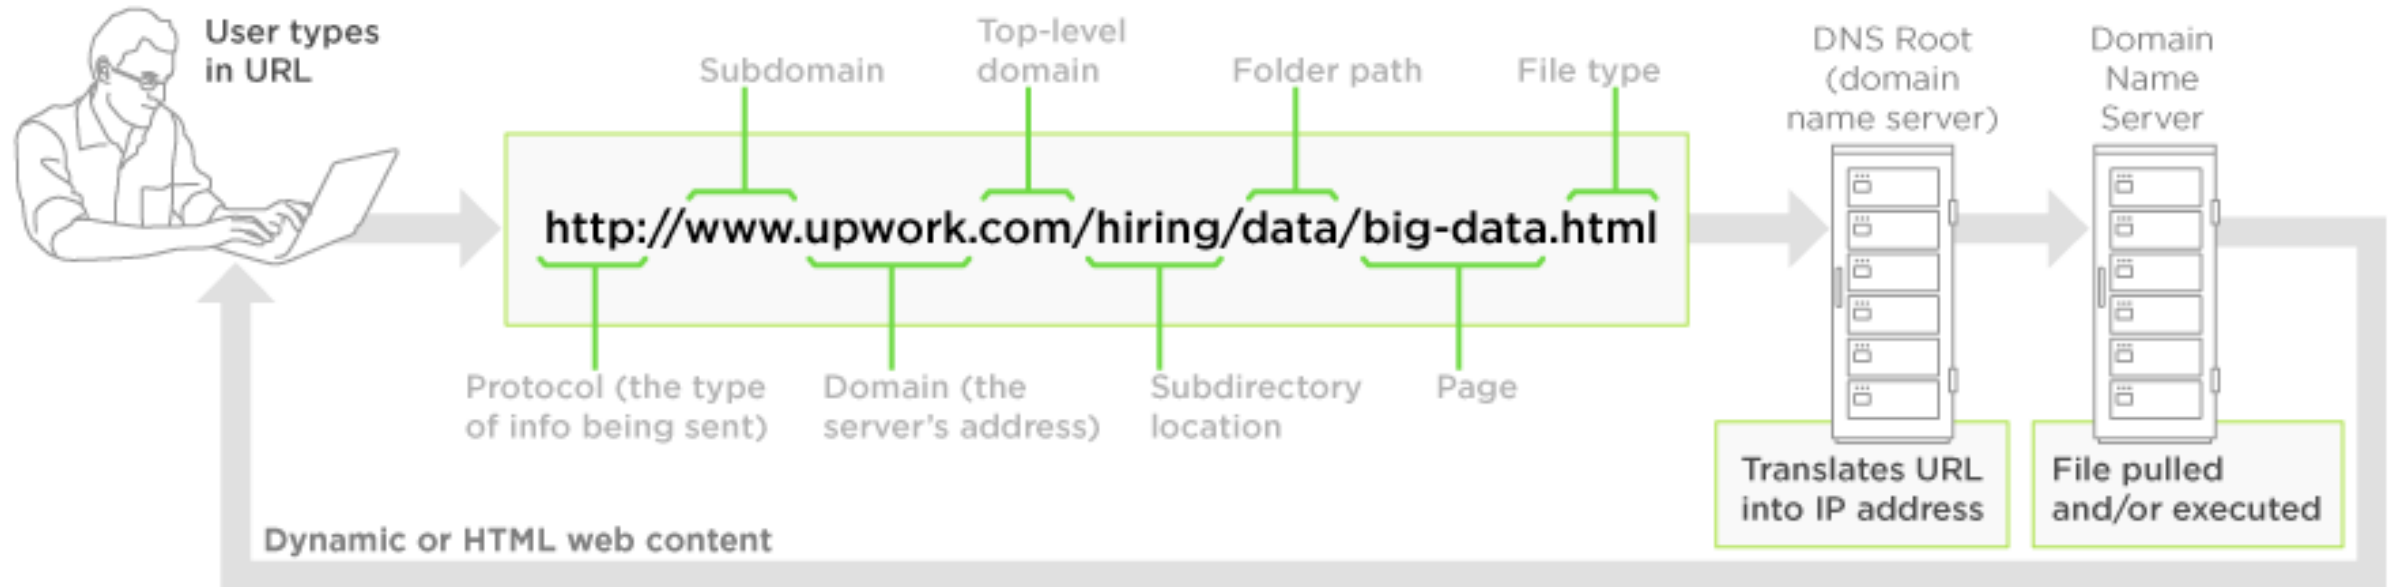 User types
in URL
Subdomain
Top-level
domain
Folder path
File type
DNS Root
(domain
name server)
Domain
Name
Server
http://www.upwork.com/hiring/data/big-data.html
Protocol (the type
of info being sent)
Domain (the
server's address)
Subdirectory
location
Page
Translates URL
into IP address
File pulled
and/or executed
Dynamic or HTML web content